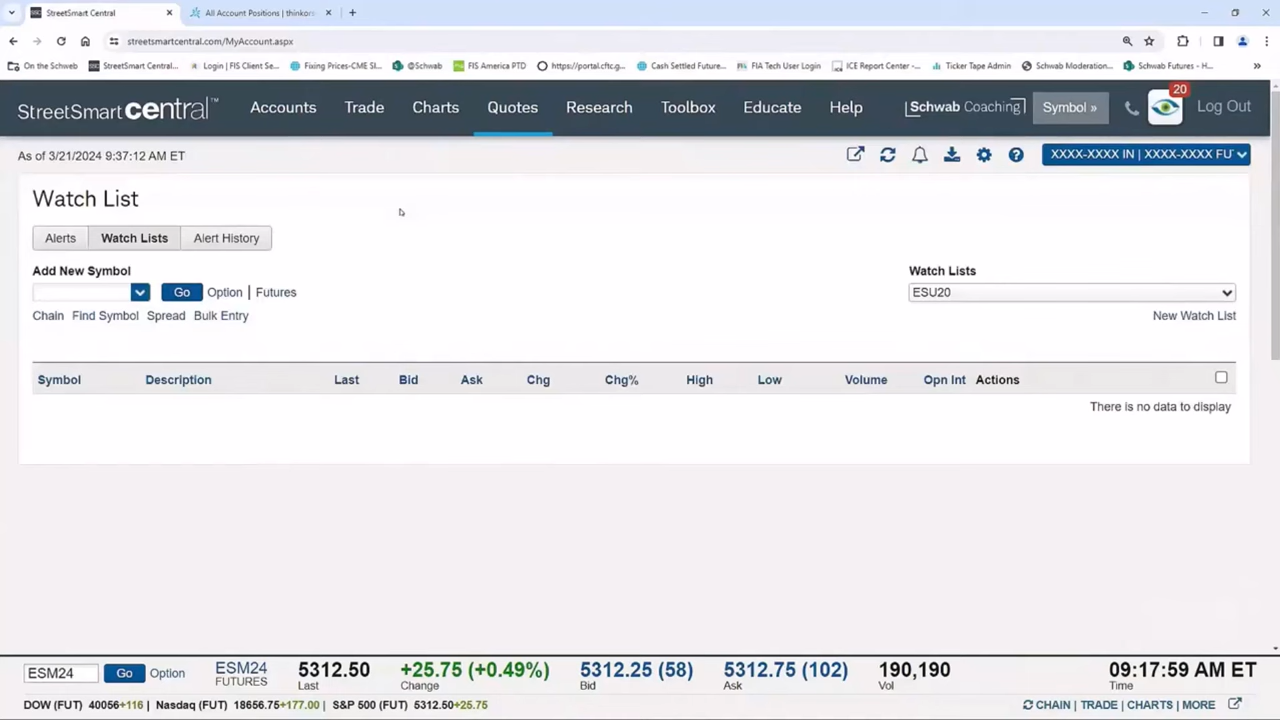 StreetSmart Central
All Account Positions | thinkor
streetsmartcentral.com/MyAccount.aspx
On the Schweb StreetSmart Central... Login | FIS Client Se... Fixing Prices-CME Sl... @Schwab FIS America PTD https://portal.cftc.g... Cash Settled Future... FIA Tech User Login ICE Report Center -... Ticker Tape Admin Schwab Moderation... Schwab Futures - H... »
StreetSmart central™ Accounts Trade Charts Quotes Research Toolbox Educate Help Schwab Coaching Symbol » 20 Log Out
As of 3/21/2024 9:37:12 AM ET XXXX-XXXX IN | XXXX-XXXX FU
Watch List
Alerts Watch Lists Alert History
Add New Symbol Watch Lists
Go Option | Futures ESU20
Chain Find Symbol Spread Bulk Entry New Watch List
Symbol Description Last Bid Ask Chg Chg% High Low Volume Opn Int Actions
There is no data to display
ESM24 Go Option ESM24 5312.50 +25.75 (+0.49%) 5312.25 (58) 5312.75 (102) 190,190 09:17:59 AM ET
FUTURES Last Change Bid Ask Vol Time
DOW (FUT) 40056+116 | Nasdaq (FUT) 18656.75+177.00 | S&P 500 (FUT) 5312.50+25.75 CHAIN | TRADE | CHARTS | MORE